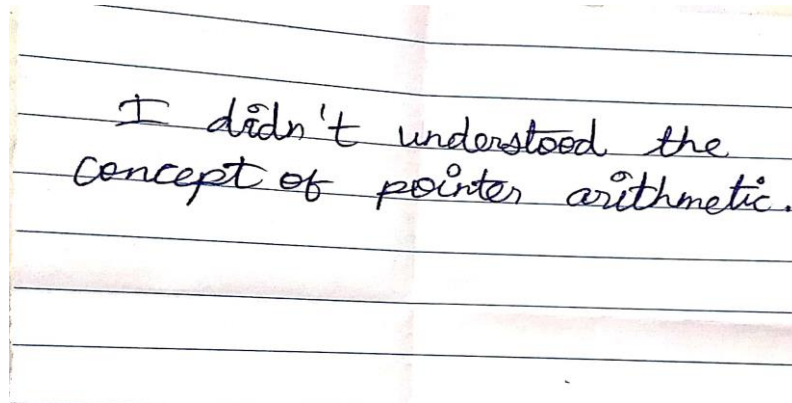 I didn't understood the
concept of pointer arithmetic.